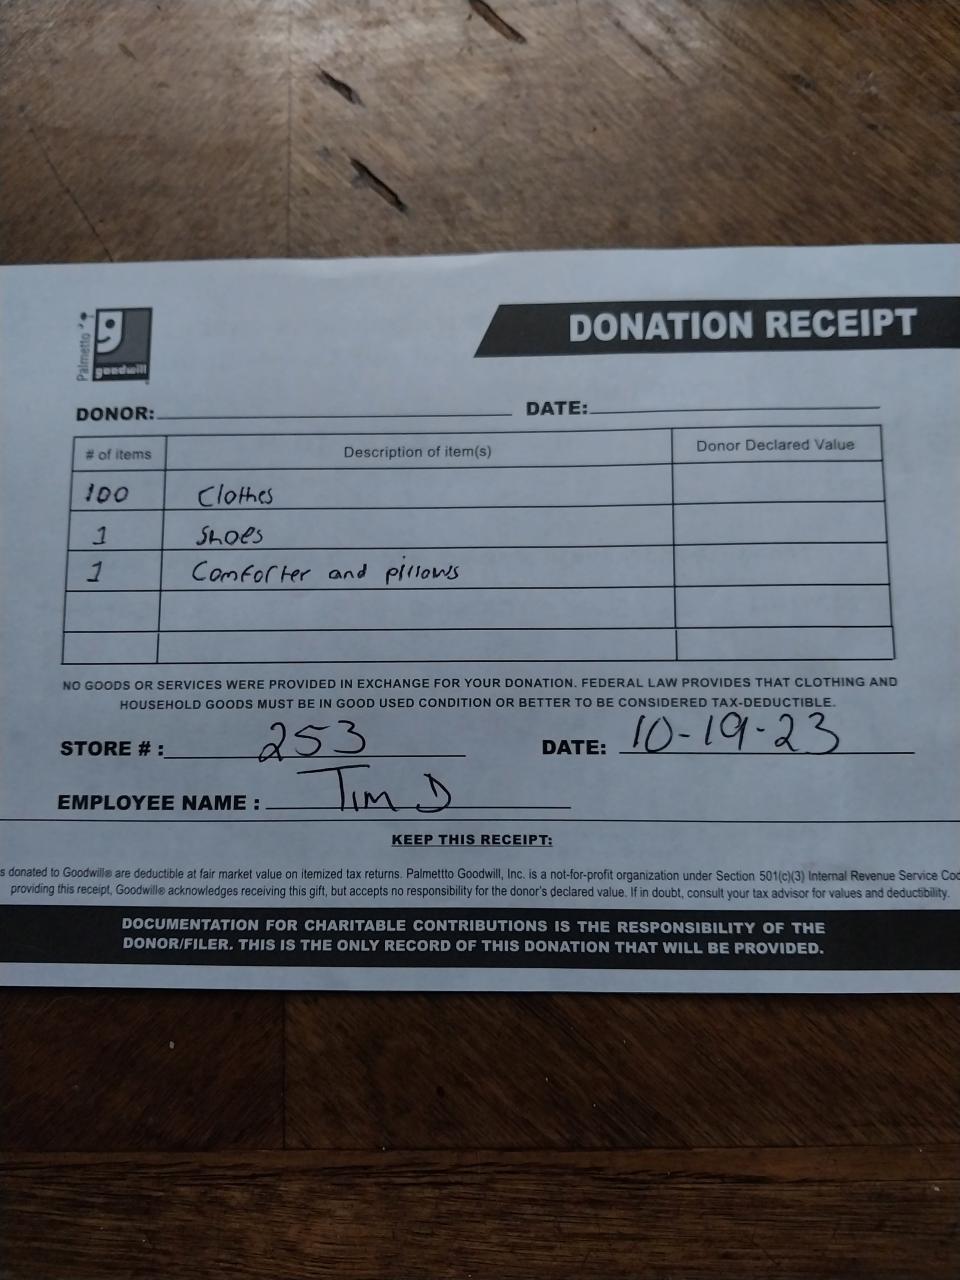 Palmetto
g
goodwill
DONATION RECEIPT
DONOR: DATE:
# of items Description of item(s) Donor Declared Value
100 Clothes
1 Shoes
1 Comforter and pillows
NO GOODS OR SERVICES WERE PROVIDED IN EXCHANGE FOR YOUR DONATION. FEDERAL LAW PROVIDES THAT CLOTHING AND
HOUSEHOLD GOODS MUST BE IN GOOD USED CONDITION OR BETTER TO BE CONSIDERED TAX-DEDUCTIBLE.
STORE # : 253 DATE: 10-19-23
EMPLOYEE NAME : Tim D
KEEP THIS RECEIPT:
s donated to Goodwill® are deductible at fair market value on itemized tax returns. Palmettto Goodwill, Inc. is a not-for-profit organization under Section 501(c)(3) Internal Revenue Service Cod
providing this receipt, Goodwill® acknowledges receiving this gift, but accepts no responsibility for the donor's declared value. If in doubt, consult your tax advisor for values and deductibility.
DOCUMENTATION FOR CHARITABLE CONTRIBUTIONS IS THE RESPONSIBILITY OF THE
DONOR/FILER. THIS IS THE ONLY RECORD OF THIS DONATION THAT WILL BE PROVIDED.